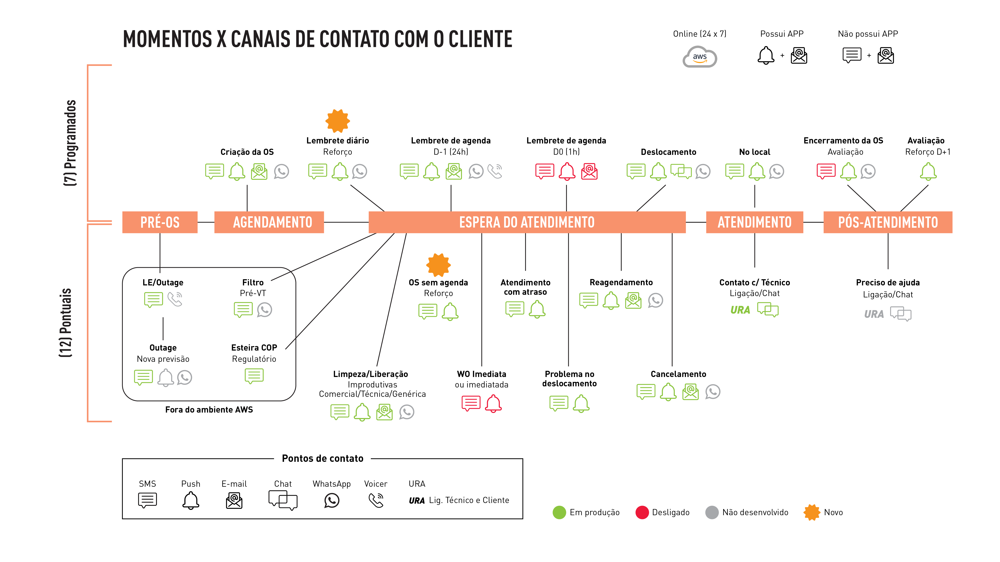 MOMENTOS X CANAIS DE CONTATO COM O CLIENTE
Online (24 x 7)
Possui APP
Não possui APP
aws
+
+
(7) Programados
Criação da OS
Lembrete diário
Reforço
Lembrete de agenda
D-1 (24h)
Lembrete de agenda
D0 (1h)
Deslocamento
No local
Encerramento da OS
Avaliação
Avaliação
Reforço D+1
PRÉ-OS
AGENDAMENTO
ESPERA DO ATENDIMENTO
ATENDIMENTO
PÓS-ATENDIMENTO
(12) Pontuais
LE/Outage
Filtro
Pré-VT
Outage
Nova previsão
Esteira COP
Regulatório
Fora do ambiente AWS
OS sem agenda
Reforço
Atendimento
com atraso
Reagendamento
Contato c/ Técnico
Ligação/Chat
URA
Preciso de ajuda
Ligação/Chat
URA
Limpeza/Liberação
Improdutivas
Comercial/Técnica/Genérica
WO Imediata
ou imediatada
Problema no
deslocamento
Cancelamento
Pontos de contato
SMS
Push
E-mail
Chat
WhatsApp
Voicer
URA
URA Lig. Técnico e Cliente
Em produção
Desligado
Não desenvolvido
Novo